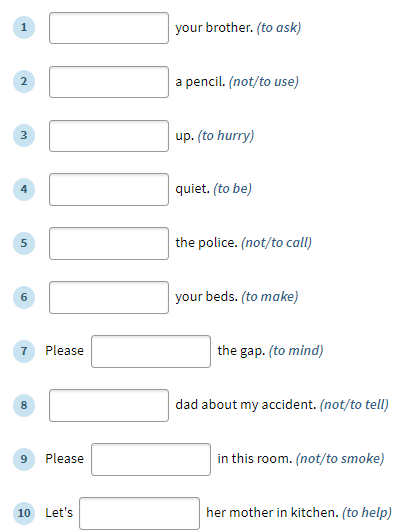 1 your brother. (to ask)
2 a pencil. (not/to use)
3 up. (to hurry)
4 quiet. (to be)
5 the police. (not/to call)
6 your beds. (to make)
7 Please the gap. (to mind)
8 dad about my accident. (not/to tell)
9 Please in this room. (not/to smoke)
10 Let's her mother in kitchen. (to help)